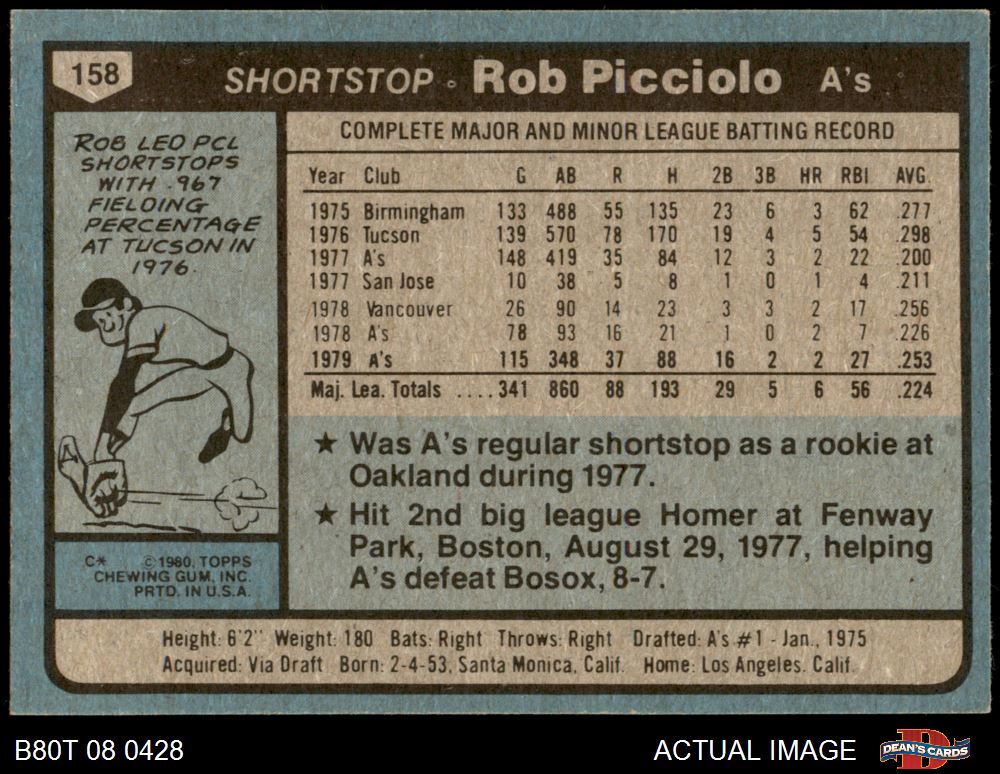 158
SHORTSTOP • Rob Picciolo A's
ROB LED PCL
SHORTSTOPS
WITH .967
FIELDING
PERCENTAGE
AT TUCSON IN
1976.
C* ©1980, TOPPS
CHEWING GUM, INC.
PRTD. IN U.S.A.
COMPLETE MAJOR AND MINOR LEAGUE BATTING RECORD
Year Club G AB R H 2B 3B HR RBI AVG.
1975 Birmingham 133 488 55 135 23 6 3 62 .277
1976 Tucson 139 570 78 170 19 4 5 54 .298
1977 A's 148 419 35 84 12 3 2 22 .200
1977 San Jose 10 38 5 8 1 0 1 4 .211
1978 Vancouver 26 90 14 23 3 3 2 17 .256
1978 A's 78 93 16 21 1 0 2 7 .226
1979 A's 115 348 37 88 16 2 2 27 .253
Maj. Lea. Totals .... 341 860 88 193 29 5 6 56 .224
★ Was A's regular shortstop as a rookie at
Oakland during 1977.
★ Hit 2nd big league Homer at Fenway
Park, Boston, August 29, 1977, helping
A's defeat Bosox, 8-7.
Height: 6'2" Weight: 180 Bats: Right Throws: Right Drafted: A's #1 - Jan., 1975
Acquired: Via Draft Born: 2-4-53, Santa Monica, Calif. Home: Los Angeles, Calif.
B80T 08 0428 ACTUAL IMAGE DEAN'S CARDS